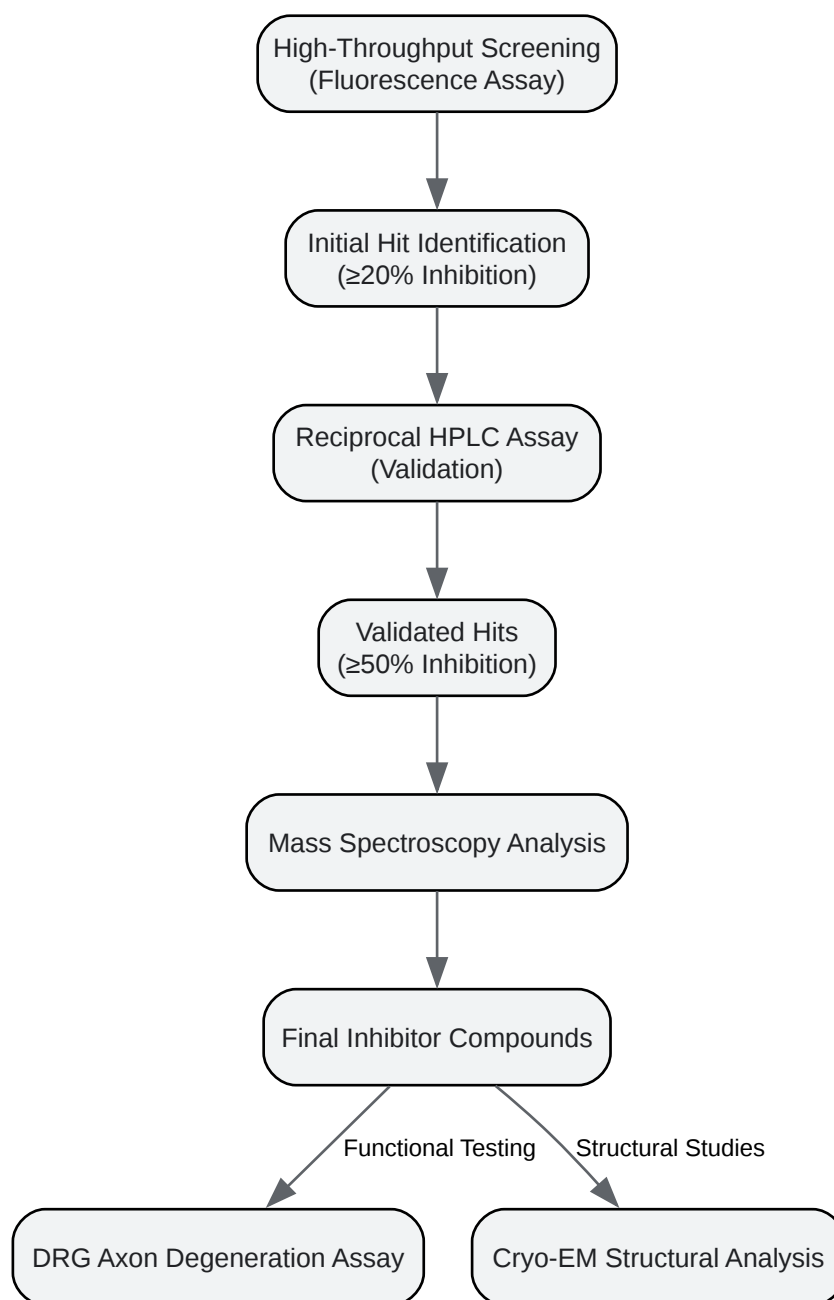 High-Throughput Screening
(Fluorescence Assay)
Initial Hit Identification
(≥20% Inhibition)
Reciprocal HPLC Assay
(Validation)
Validated Hits
(≥50% Inhibition)
Mass Spectroscopy Analysis
Final Inhibitor Compounds
Functional Testing
Structural Studies
DRG Axon Degeneration Assay
Cryo-EM Structural Analysis